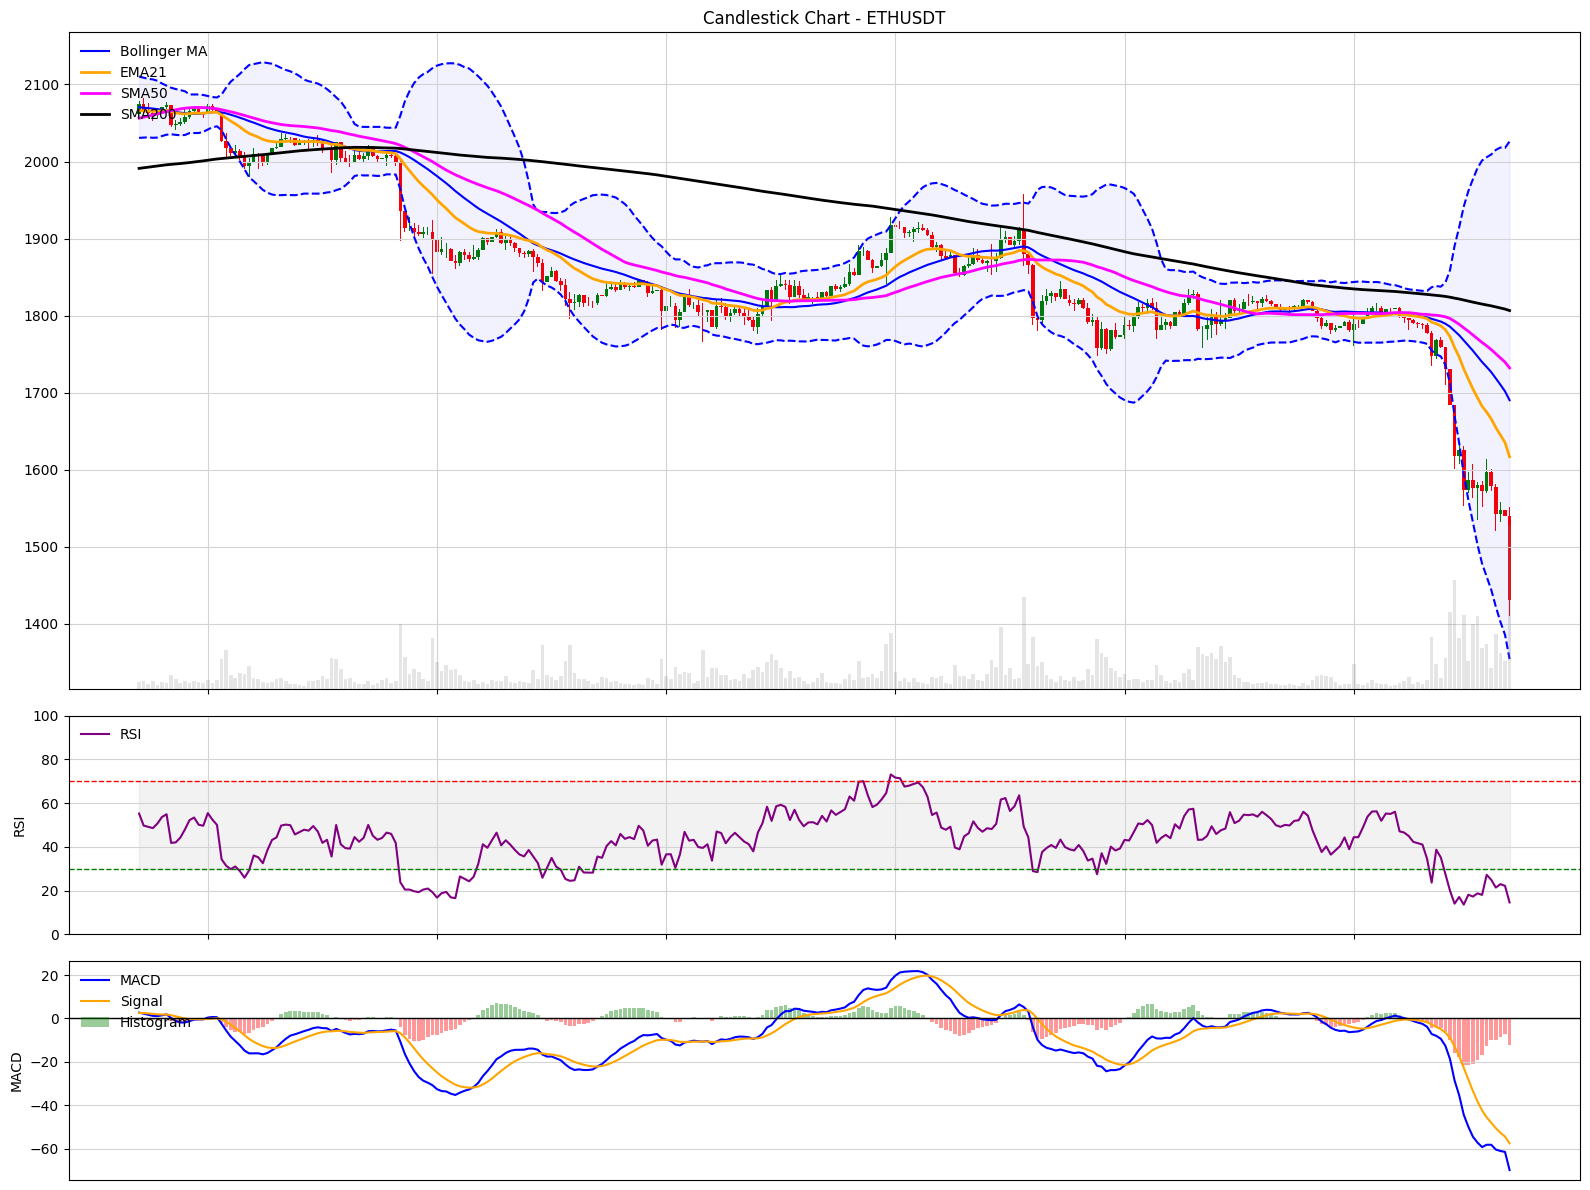 Candlestick Chart - ETHUSDT
Bollinger MA
EMA21
SMA50
SMA200
2100
2000
1900
1800
1700
1600
1500
1400
RSI
100
80
60
40
20
0
RSI
MACD
Signal
Histogram
20
0
−20
−40
−60
MACD